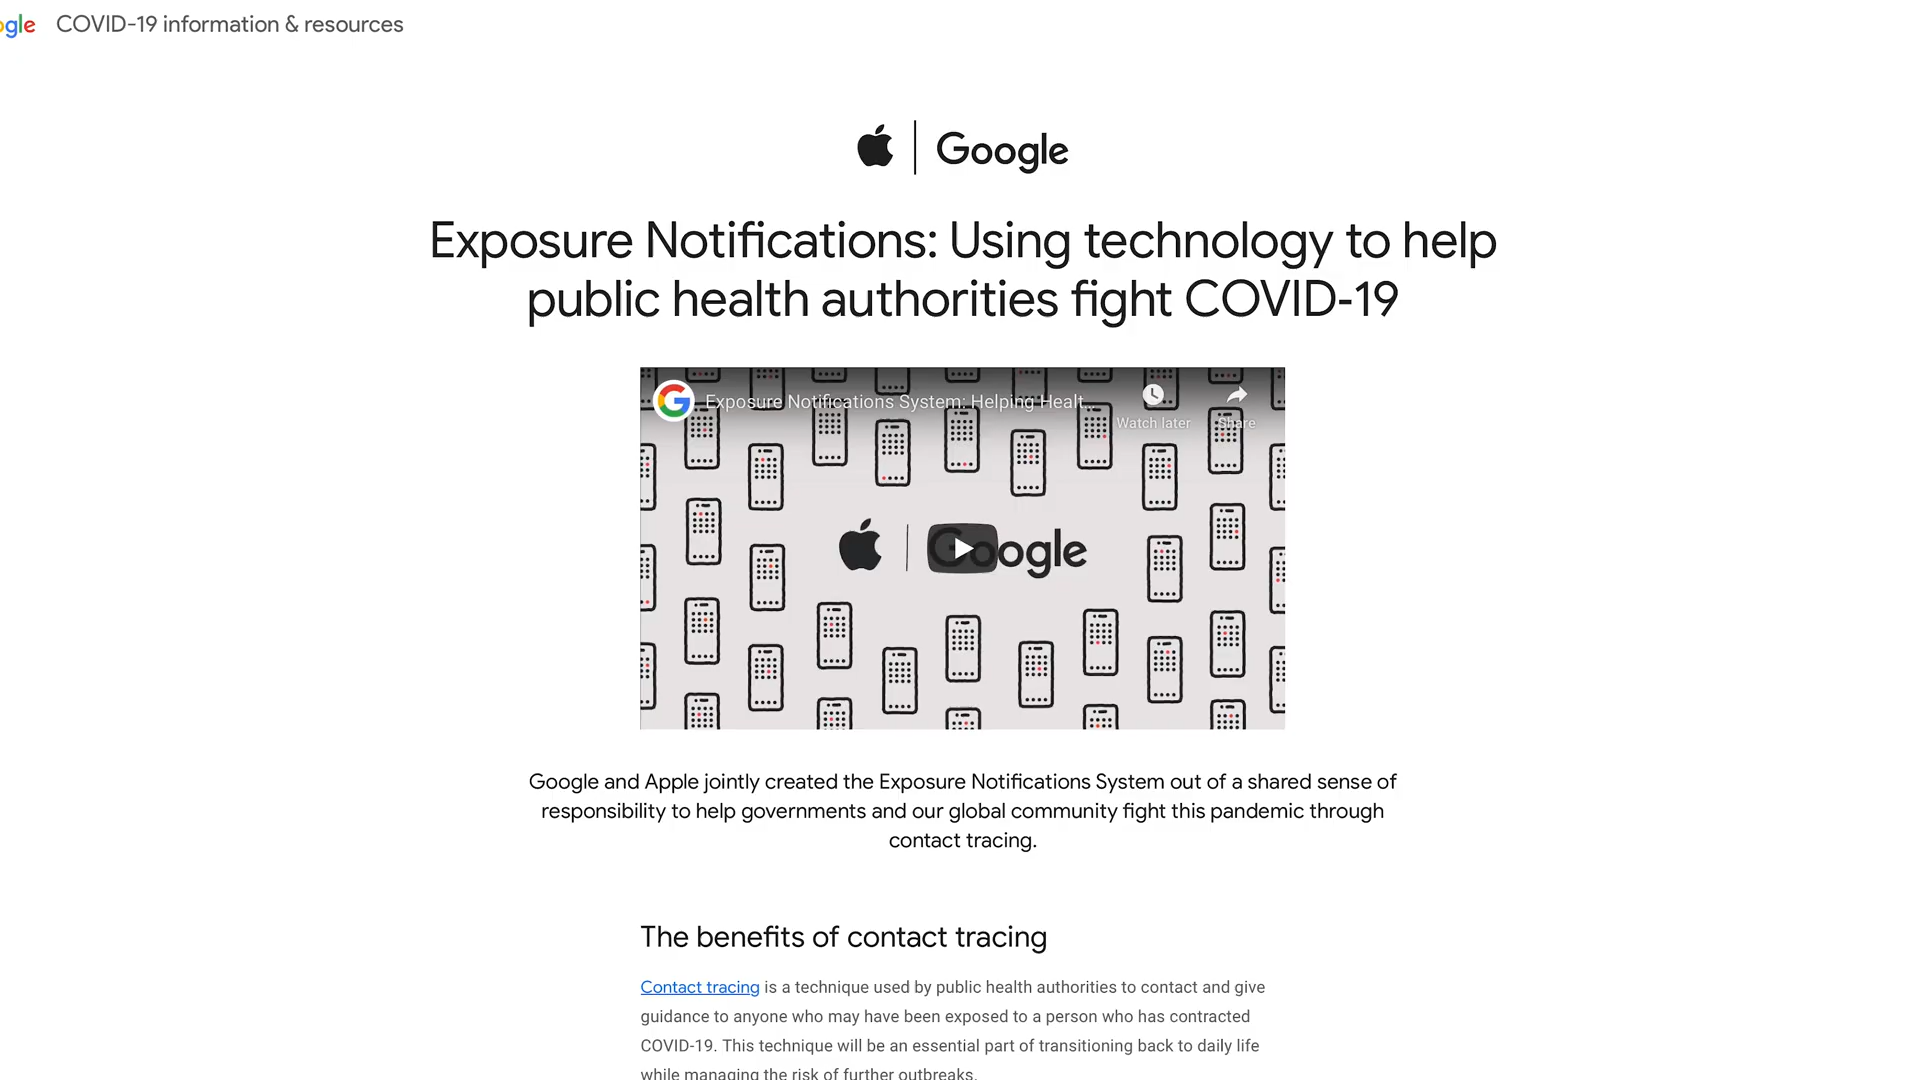 ogle COVID-19 information & resources
Google
Exposure Notifications: Using technology to help
public health authorities fight COVID-19
Exposure Notifications System: Helping Healt...
Watch later
Share
Google
Google and Apple jointly created the Exposure Notifications System out of a shared sense of
responsibility to help governments and our global community fight this pandemic through
contact tracing.
The benefits of contact tracing
Contact tracing is a technique used by public health authorities to contact and give
guidance to anyone who may have been exposed to a person who has contracted
COVID-19. This technique will be an essential part of transitioning back to daily life
while managing the risk of further outbreaks.